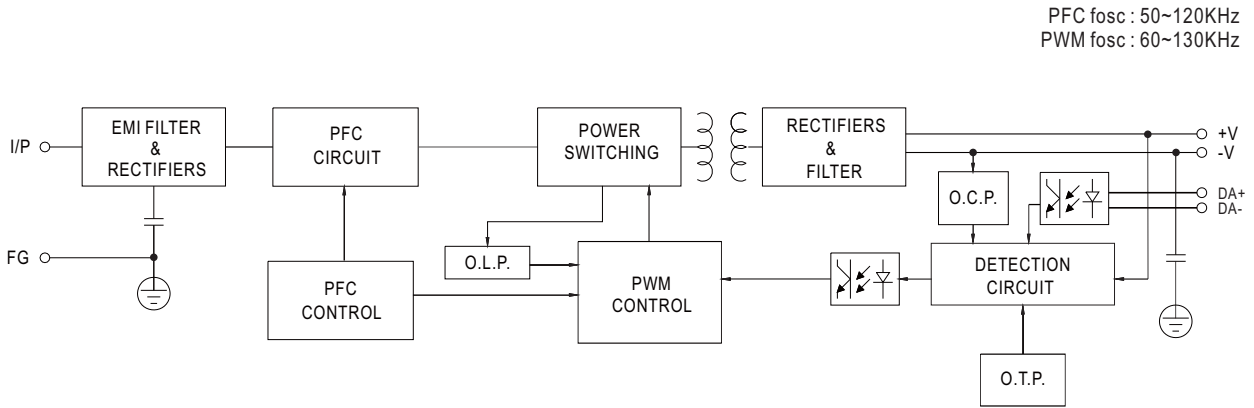 PFC fosc : 50~120KHz
PWM fosc : 60~130KHz
I/P
EMI FILTER
&
RECTIFIERS
PFC
CIRCUIT
POWER
SWITCHING
RECTIFIERS
&
FILTER
+V
-V
DA+
DA-
O.C.P.
FG
O.L.P.
PFC
CONTROL
PWM
CONTROL
DETECTION
CIRCUIT
O.T.P.